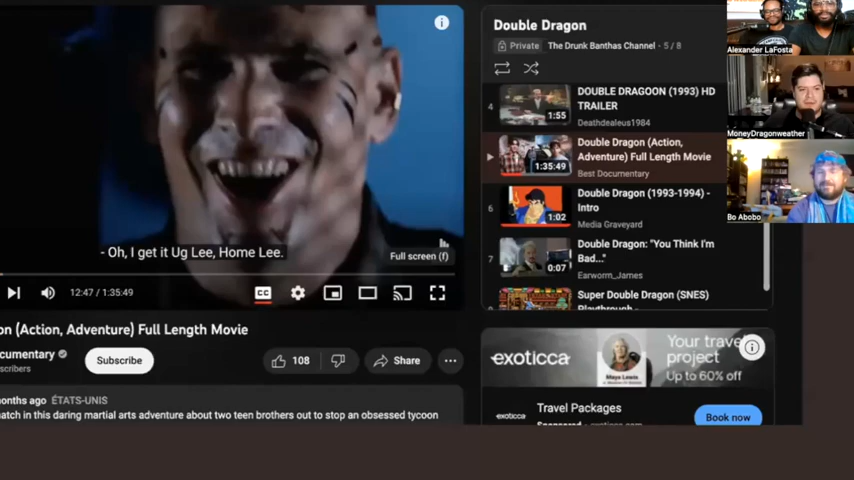 - Oh, I get it Ug Lee, Home Lee.
Full screen (f)
12:47 / 1:35:49
CC
on (Action, Adventure) Full Length Movie
cumentary
scribers
Subscribe
108
Share
nonths ago ÉTATS-UNIS
natch in this daring martial arts adventure about two teen brothers out to stop an obsessed tycoon
Double Dragon
Private The Drunk Banthas Channel - 5 / 8
4
1:55
DOUBLE DRAGOON (1993) HD
TRAILER
Deathdealeus1984
1:35:49
Double Dragon (Action,
Adventure) Full Length Movie
Best Documentary
6
1:02
Double Dragon (1993-1994) -
Intro
Media Graveyard
7
0:07
Double Dragon: "You Think I'm
Bad..."
Earworm_James
Super Double Dragon (SNES)
Playthrough -
exoticca
Maya Lewis
Your trave
project
Up to 60% off
exoticca
Travel Packages
Sponsored
Book now
Alexander LaFosta
MoneyDragonweather
Bo Abobo